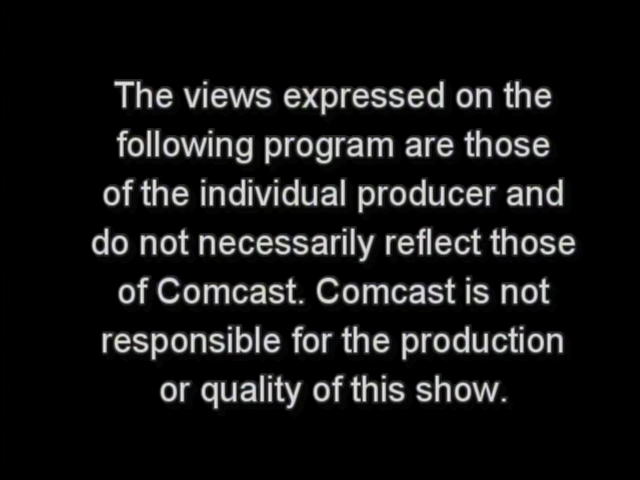 The views expressed on the
following program are those
of the individual producer and
do not necessarily reflect those
of Comcast. Comcast is not
responsible for the production
or quality of this show.